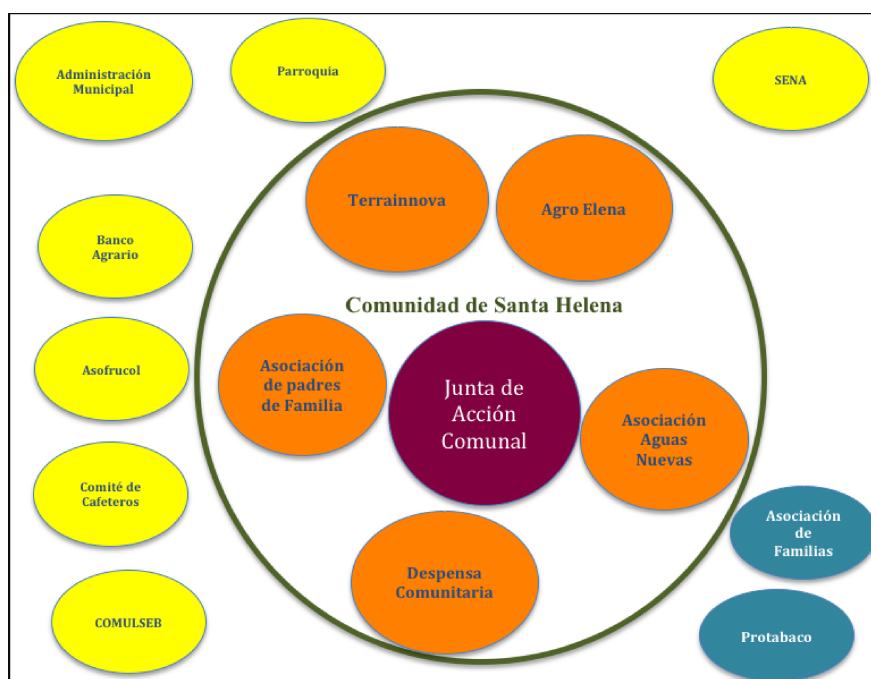 Administración
Municipal
Parroquia
SENA
Terrainnova
Agro Elena
Banco
Agrario
Comunidad de Santa Helena
Asofrucol
Asociación
de padres
de Familia
Junta de
Acción
Comunal
Asociación
Aguas
Nuevas
Comité de
Cafeteros
Asociación
de
Familias
Despensa
Comunitaria
COMULSEB
Protabaco